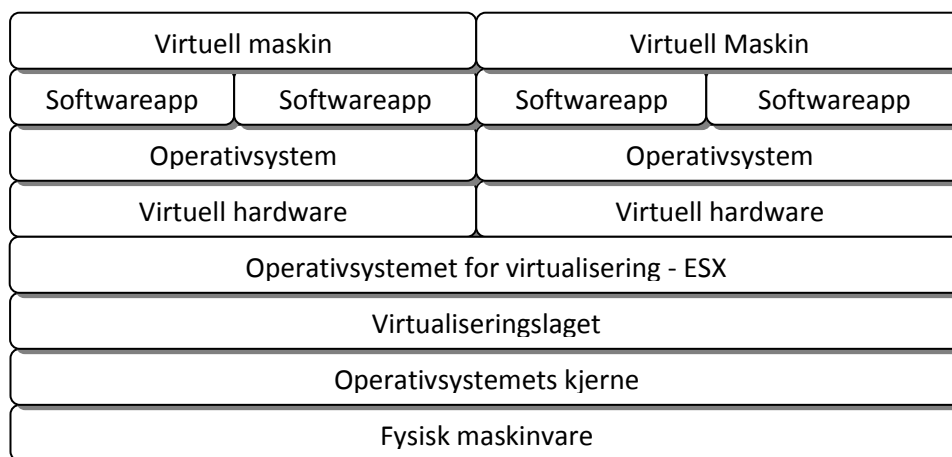 Virtuell maskin Virtuell Maskin
Softwareapp Softwareapp Softwareapp Softwareapp
Operativsystem Operativsystem
Virtuell hardware Virtuell hardware
Operativsystemet for virtualisering - ESX
Virtualiseringslaget
Operativsystemets kjerne
Fysisk maskinvare